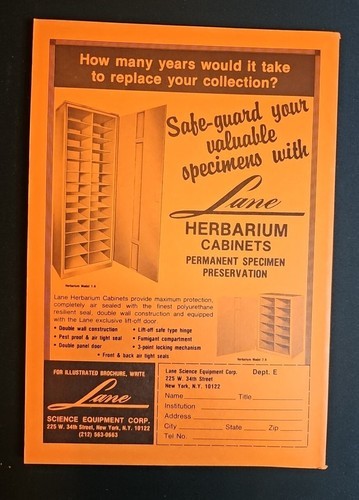 How many years would it take
to replace your collection?
Safe-guard your
valuable
specimens with
Lane
HERBARIUM
CABINETS
PERMANENT SPECIMEN
PRESERVATION
Lane Herbarium Cabinets provide maximum protection,
completely air sealed with the finest polyurethane
resilient seal, double wall construction and equipped
with the Lane exclusive lift-off door.
• Double wall construction
• Pest proof & air tight seal
• Double panel door
• Lift-off safe type hinge
• Fumigant compartment
• 3-point locking mechanism
• Front & back air tight seals
FOR ILLUSTRATED BROCHURE, WRITE
Lane
SCIENCE EQUIPMENT CORP.
225 W. 34th Street, New York, N.Y. 10122
(212) 563-0663
Lane Science Equipment Corp. Dept. E
225 W. 34th Street
New York, N.Y. 10122
Name Title
Institution
Address
City State Zip
Tel No.